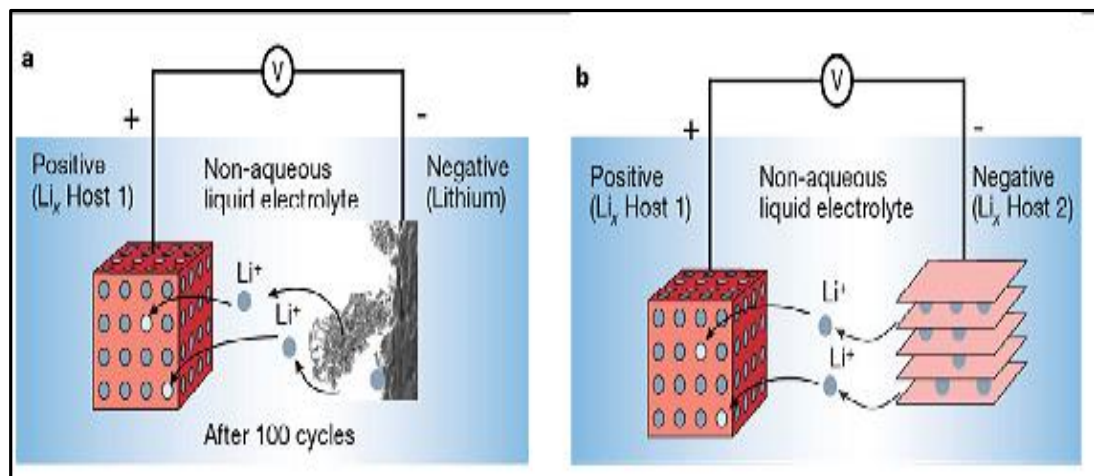 a
V
+
-
Positive
(Liₓ Host 1)
Non-aqueous
liquid electrolyte
Negative
(Lithium)
Li⁺
Li⁺
After 100 cycles
b
V
+
-
Positive
(Liₓ Host 1)
Non-aqueous
liquid electrolyte
Negative
(Liₓ Host 2)
Li⁺
Li⁺